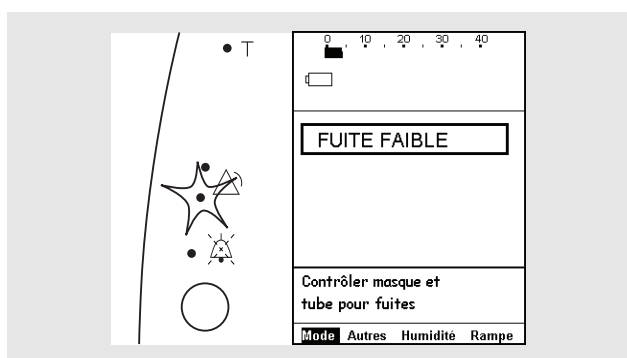 T
0 . 10 . 20 . 30 . 40
FUITE FAIBLE
Contrôler masque et
tube pour fuites
Mode Autres Humidité Rampe